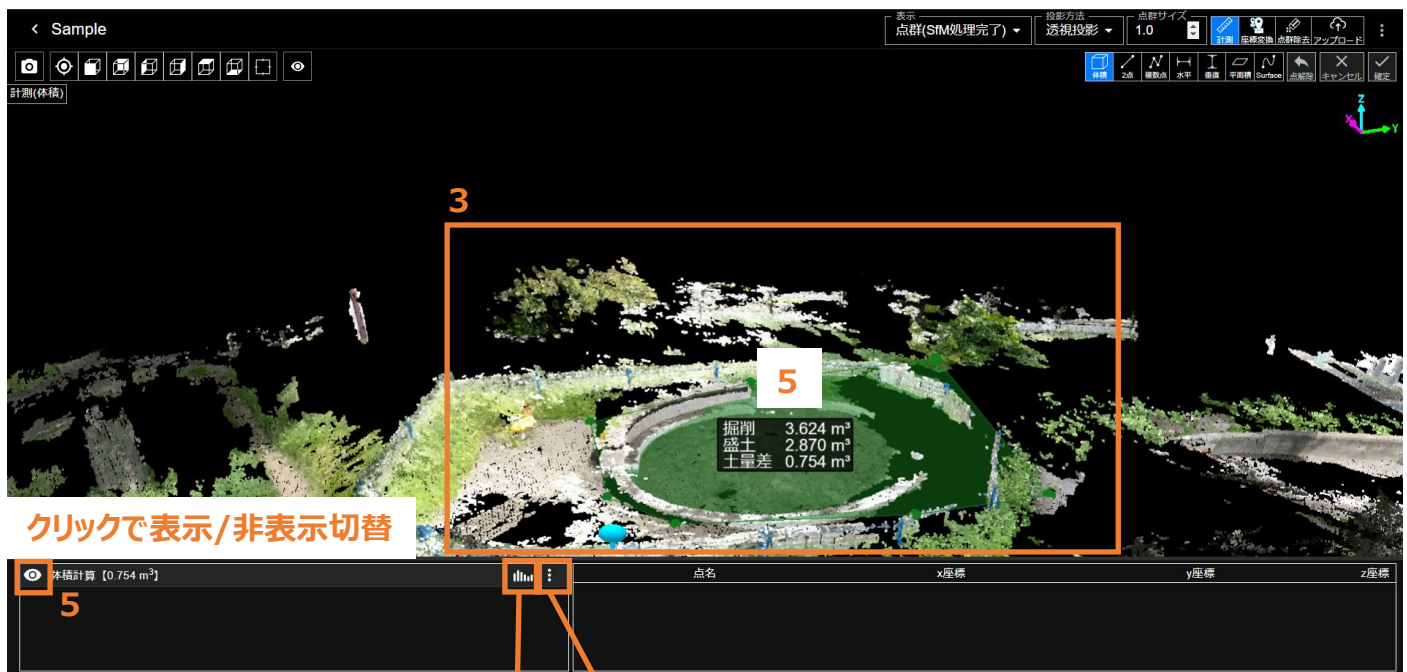 < Sample
表示
点群(SfM処理完了)
投影方法
透視投影
点群サイズ
1.0
計測
座標変換
点群除去
アップロード
体積
2点
複数点
水平
垂直
平面積
Surface
点解除
キャンセル
確定
計測(体積)
Z
X
Y
3
5
掘削 3.624 m³
盛土 2.870 m³
土量差 0.754 m³
クリックで表示/非表示切替
体積計算【0.754 m³】
点名 x座標 y座標 z座標
5